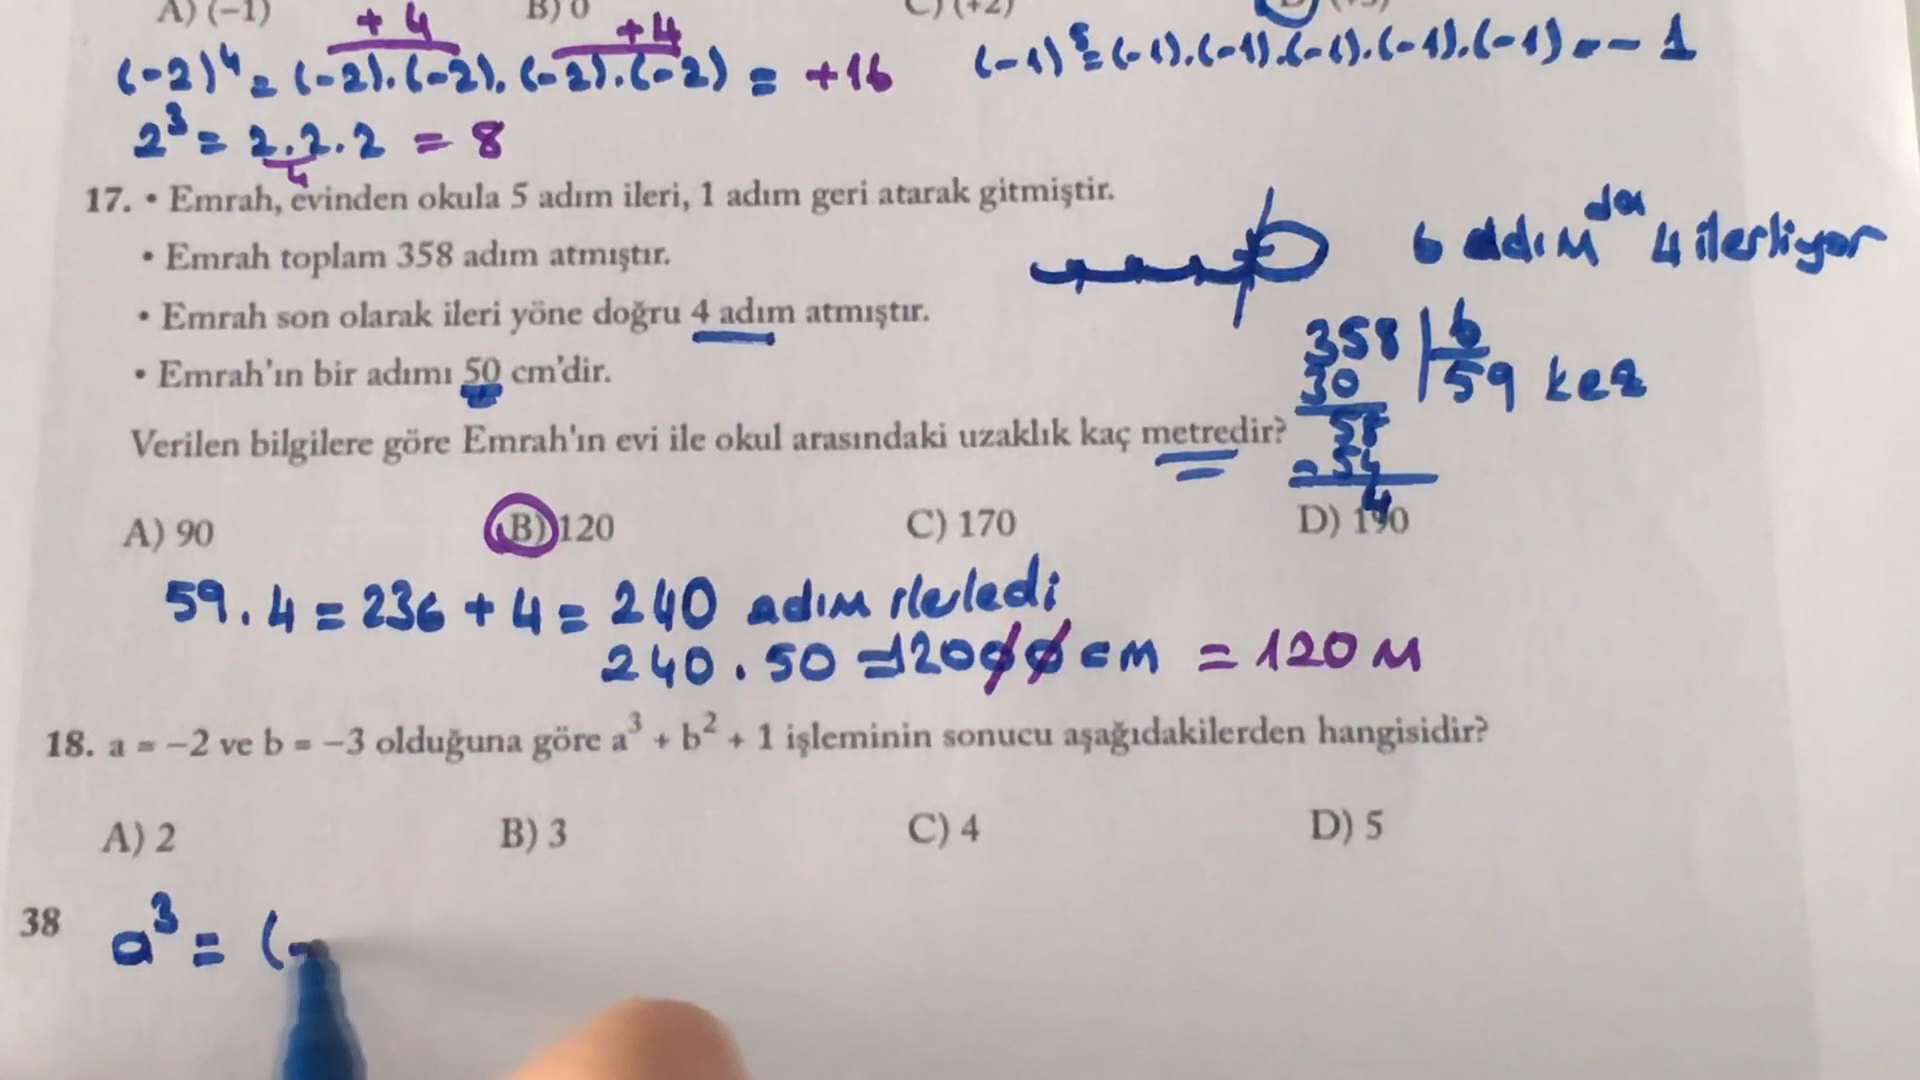 A) (−1) B) 0 C) (+2)
+4 +4
(-2)⁴ = (-2).(-2).(-2).(-2) = +16 (-1)⁵ = (-1).(-1).(-1).(-1).(-1) = - 1
2³ = 2.2.2 = 8
4
17. • Emrah, evinden okula 5 adım ileri, 1 adım geri atarak gitmiştir.
6 adım da 4 ilerliyor
• Emrah toplam 358 adım atmıştır.
• Emrah son olarak ileri yöne doğru 4 adım atmıştır.
• Emrah'ın bir adımı 50 cm'dir.
358 | 6
30 59 kez
58
- 54
4
Verilen bilgilere göre Emrah'ın evi ile okul arasındaki uzaklık kaç metredir?
A) 90 B) 120 C) 170 D) 190
59 . 4 = 236 + 4 = 240 adım ilerledi
240 . 50 = 12000 cm = 120 m
18. a = −2 ve b = −3 olduğuna göre a³ + b² + 1 işleminin sonucu aşağıdakilerden hangisidir?
A) 2 B) 3 C) 4 D) 5
38
a³ = (-